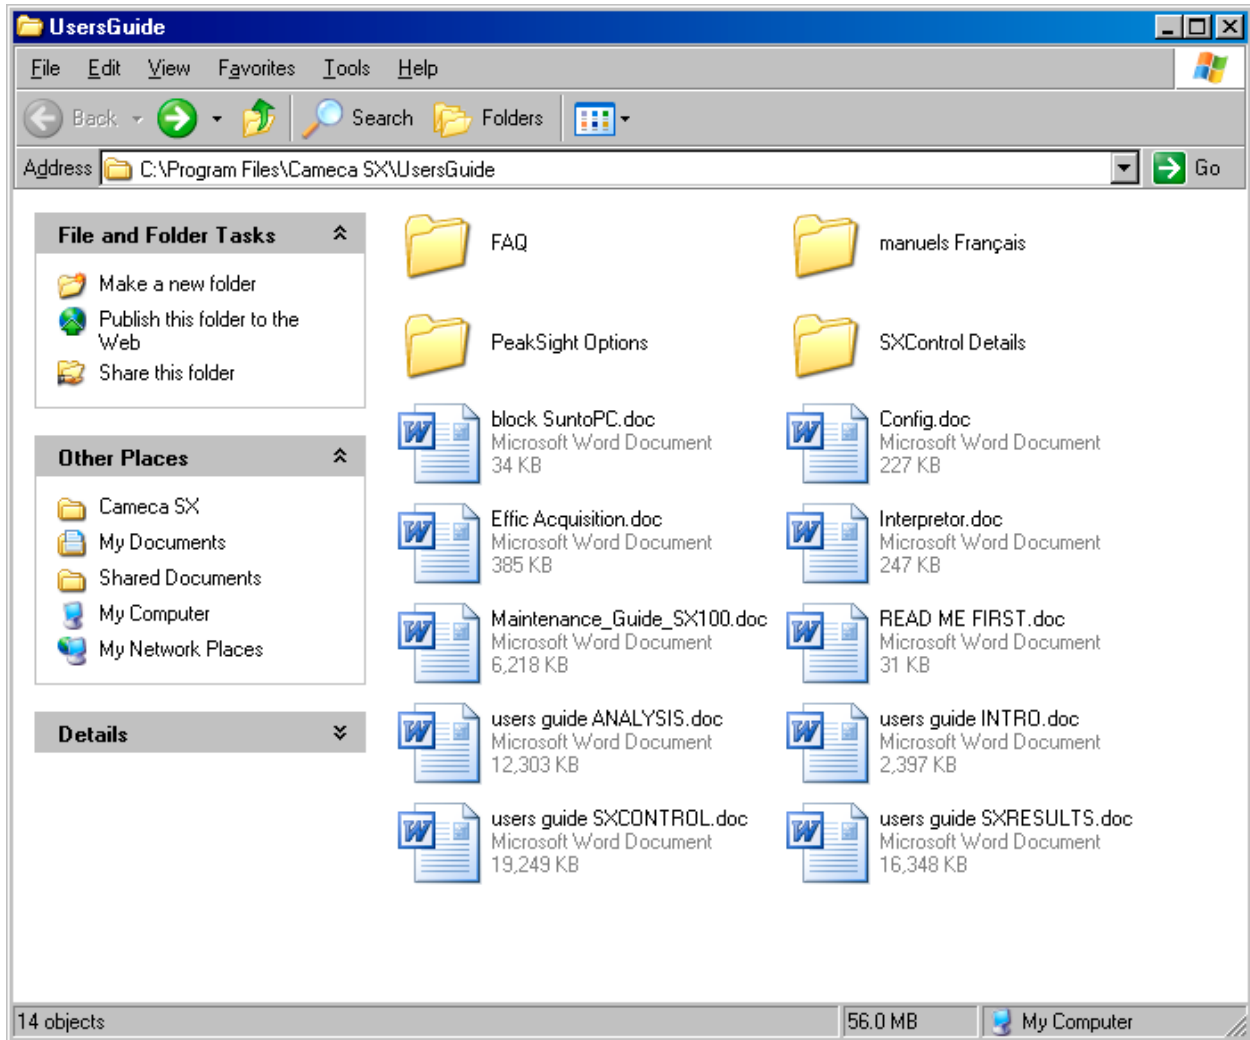 UsersGuide
File Edit View Favorites Tools Help
Back Search Folders
Address C:\Program Files\Cameca SX\UsersGuide Go
File and Folder Tasks
Make a new folder
Publish this folder to the
Web
Share this folder
Other Places
Cameca SX
My Documents
Shared Documents
My Computer
My Network Places
Details
FAQ
manuels Français
PeakSight Options
SXControl Details
block SuntoPC.doc
Microsoft Word Document
34 KB
Config.doc
Microsoft Word Document
227 KB
Effic Acquisition.doc
Microsoft Word Document
385 KB
Interpretor.doc
Microsoft Word Document
247 KB
Maintenance_Guide_SX100.doc
Microsoft Word Document
6,218 KB
READ ME FIRST.doc
Microsoft Word Document
31 KB
users guide ANALYSIS.doc
Microsoft Word Document
12,303 KB
users guide INTRO.doc
Microsoft Word Document
2,397 KB
users guide SXCONTROL.doc
Microsoft Word Document
19,249 KB
users guide SXRESULTS.doc
Microsoft Word Document
16,348 KB
14 objects 56.0 MB My Computer